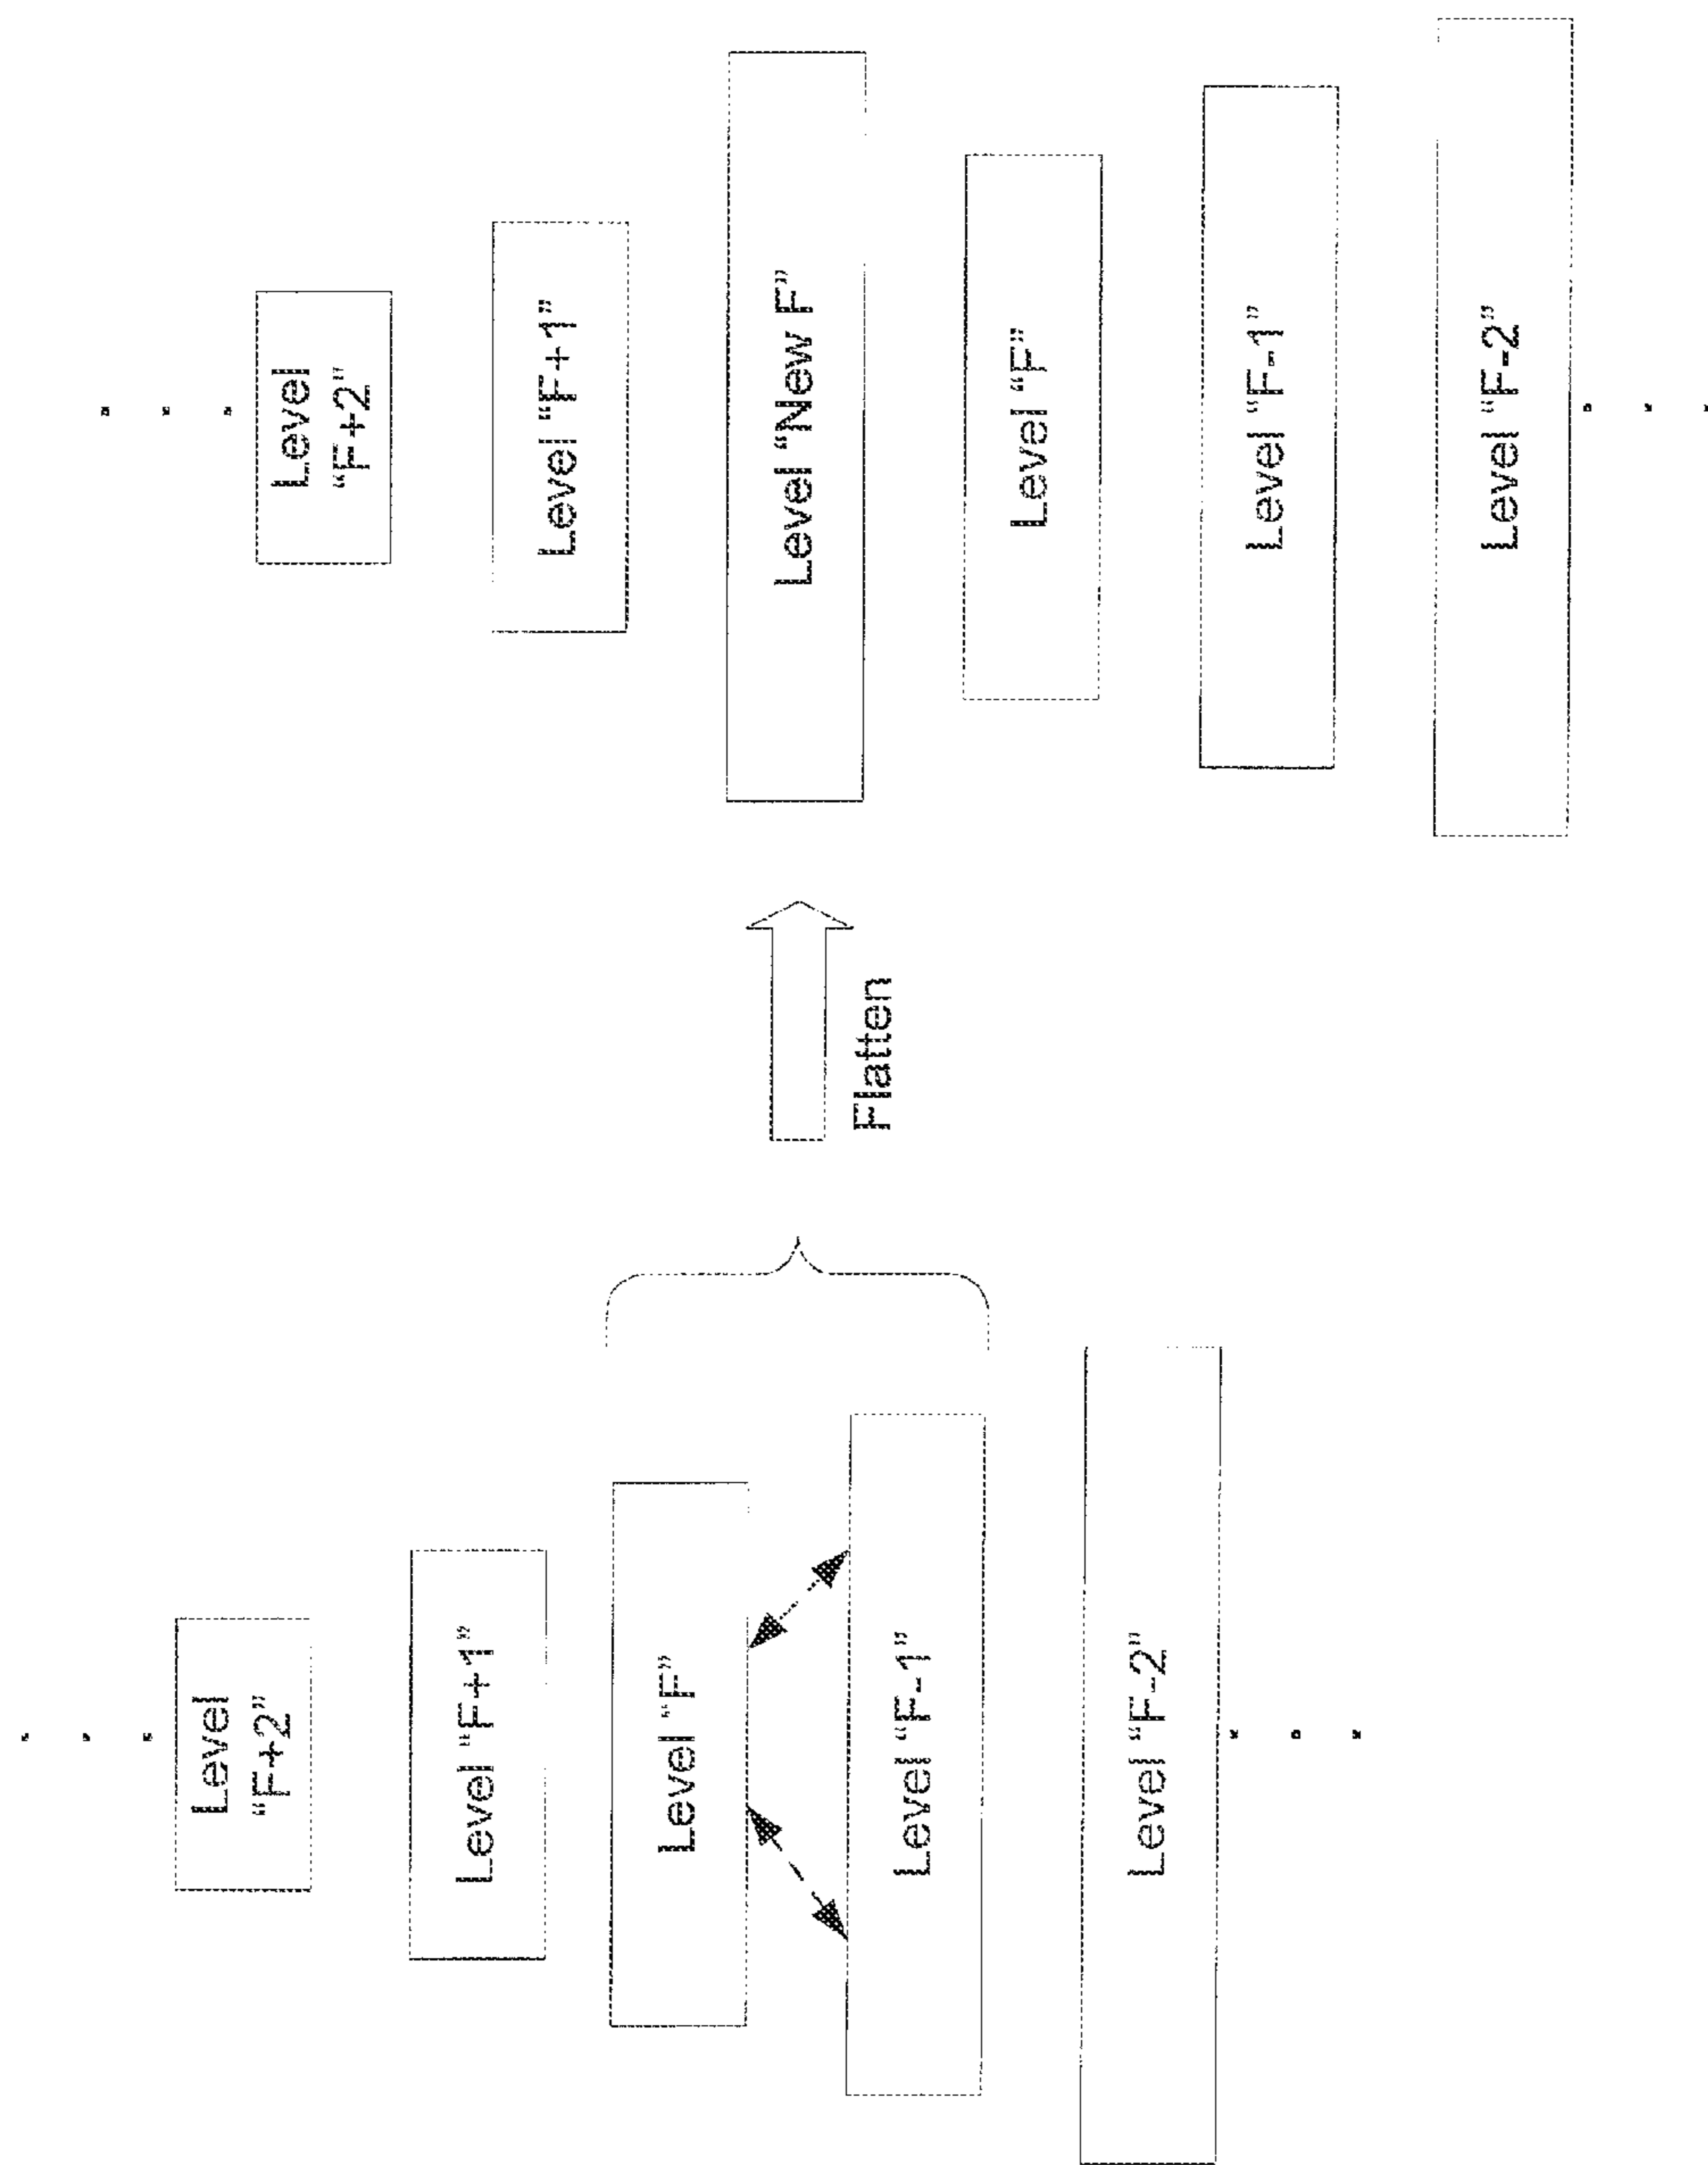 Level
“F+2”
Level “F+1”
Level “F”
Level “F-1”
Level “F-2”
Flatten
Level
“F+2”
Level “F+1”
Level “New F”
Level “F”
Level “F-1”
Level “F-2”